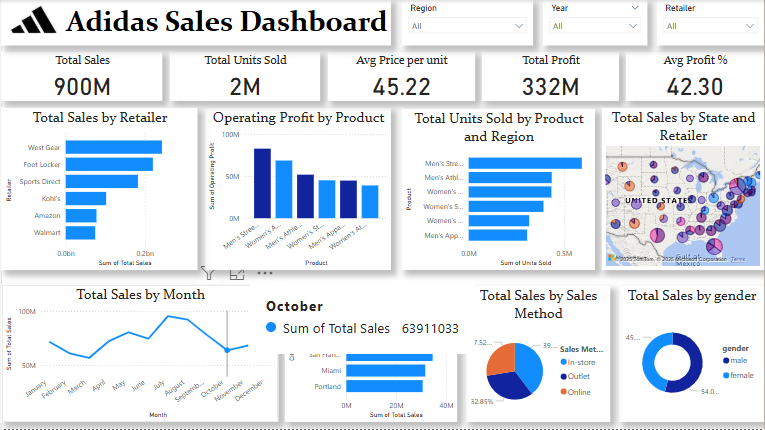 Adidas Sales Dashboard
Region
All
Year
All
Retailer
All
Total Sales
900M
Total Units Sold
2M
Avg Price per unit
45.22
Total Profit
332M
Avg Profit %
42.30
Total Sales by Retailer
Retailer
West Gear
Foot Locker
Sports Direct
Kohl's
Amazon
Walmart
0.0bn
0.2bn
Sum of Total Sales
Operating Profit by Product
Sum of Operating Profit
100M
50M
0M
Men's Stree...
Women's A...
Men's Athle...
Women's St...
Men's Appa...
Women's At...
Product
Total Units Sold by Product
and Region
Product
Men's Stre...
Men's Athl...
Women's ...
Women's S...
Women's ...
Men's App...
0.0M
0.5M
Sum of Units Sold
Total Sales by State and
Retailer
UNITED STATES
Gulf of
Mexico
© 2025 TomTom, © 2025 Microsoft Corporation Terms
Total Sales by Month
Sum of Total Sales
100M
50M
January
February
March
April
May
June
July
August
Septemb...
October
November
December
Month
October
Sum of Total Sales 63911033
San Fran...
Miami
Portland
0M
20M
40M
Sum of Total Sales
Total Sales by Sales
Method
7.52...
39...
32.85%
Sales Met...
In-store
Outlet
Online
Total Sales by gender
45....
54.0...
gender
male
female